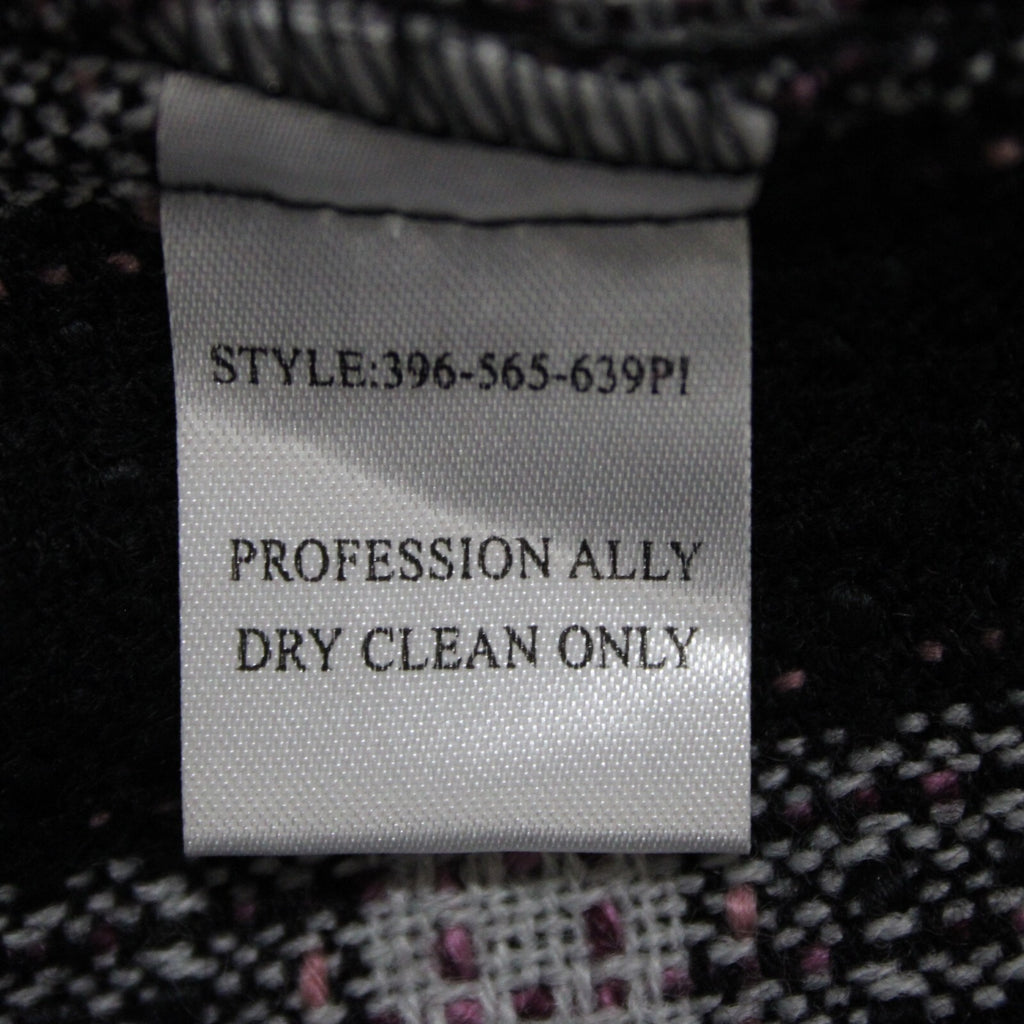 STYLE:396-565-639PI
PROFESSION ALLY
DRY CLEAN ONLY